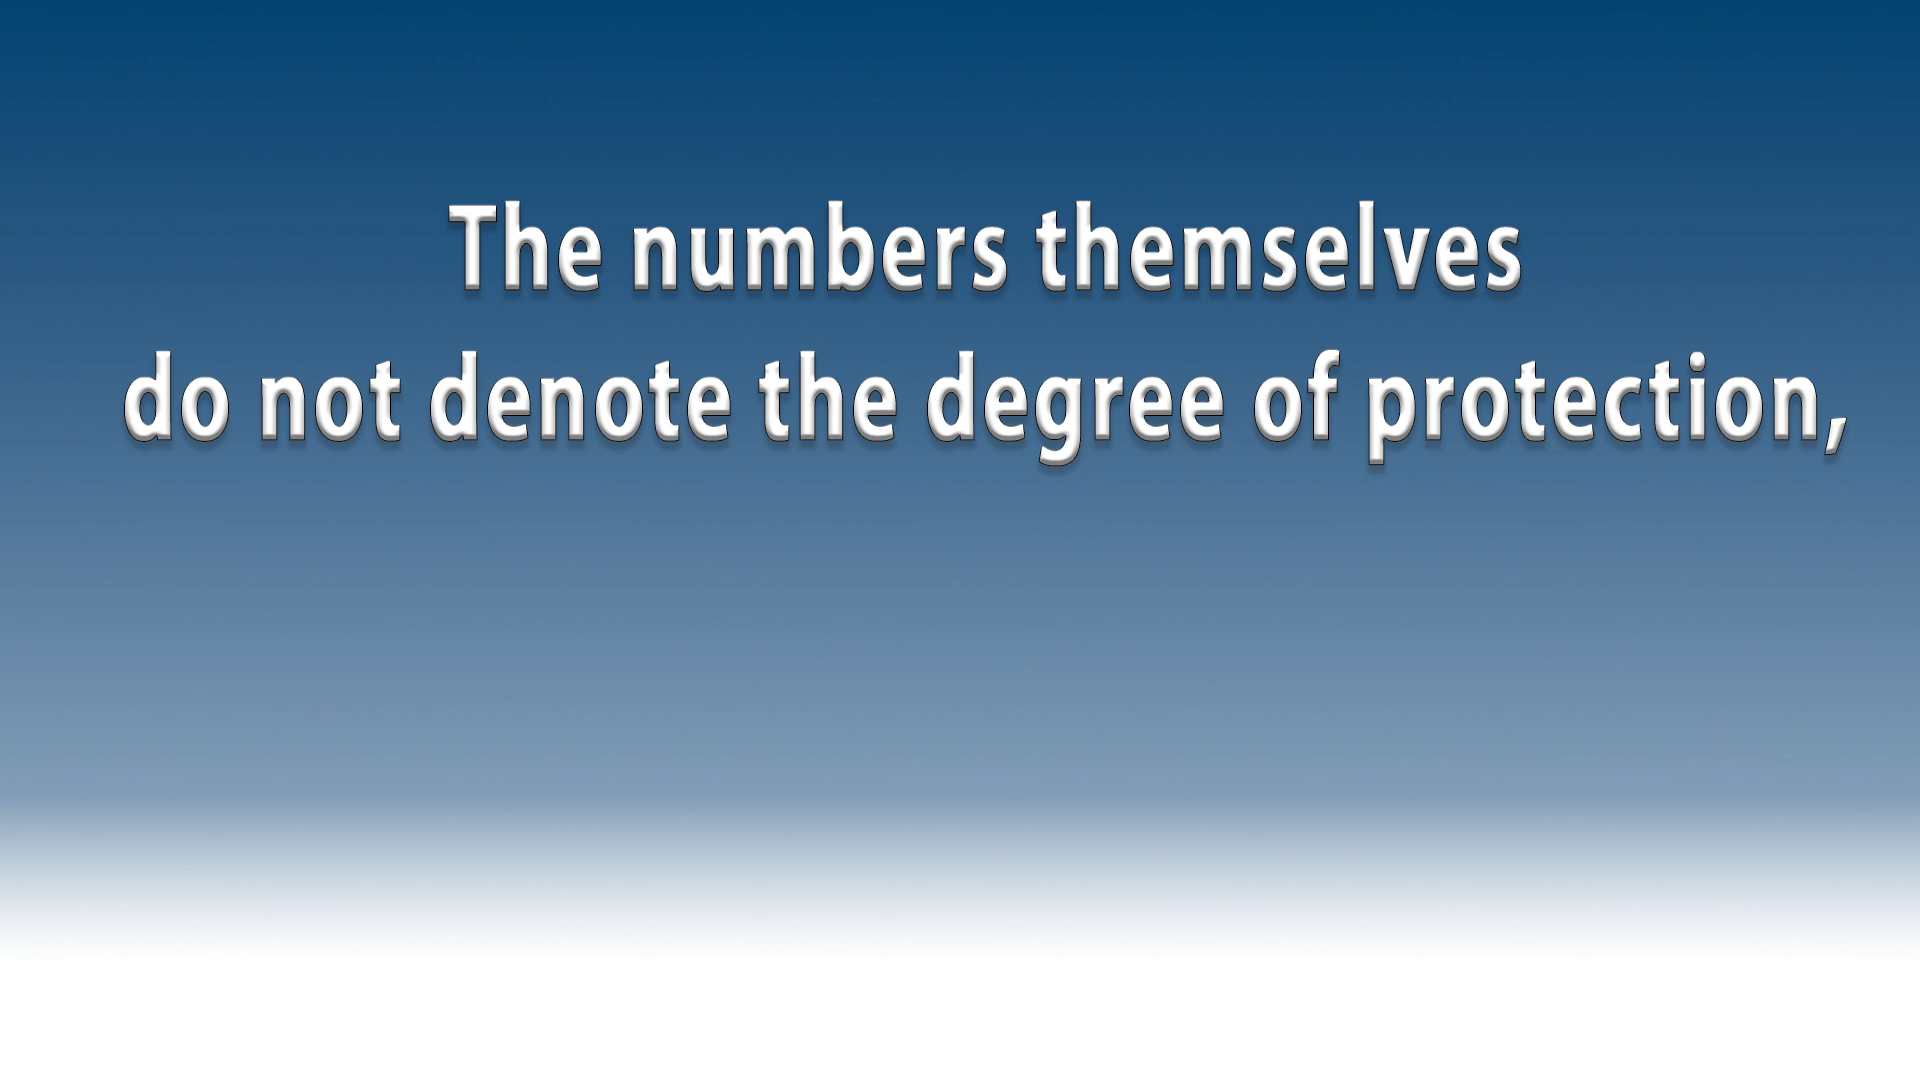 The numbers themselves
do not denote the degree of protection,